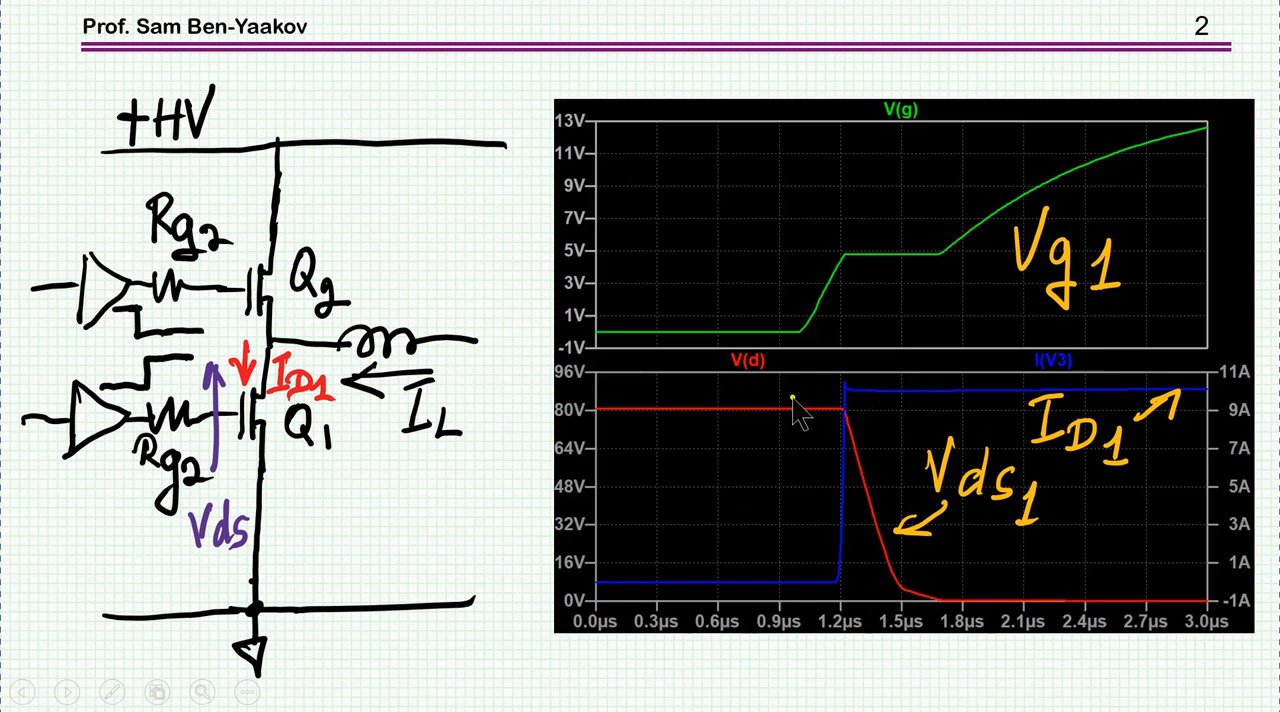 Prof. Sam Ben-Yaakov
2
+HV
Rg2
Qg
ID1
IL
Q1
Rg2
Vds
V(g)
13V
11V
9V
7V
5V
3V
1V
-1V
Vg1
V(d)
I(V3)
96V
80V
64V
48V
32V
16V
0V
11A
9A
7A
5A
3A
1A
-1A
ID1
Vds1
0.0µs 0.3µs 0.6µs 0.9µs 1.2µs 1.5µs 1.8µs 2.1µs 2.4µs 2.7µs 3.0µs